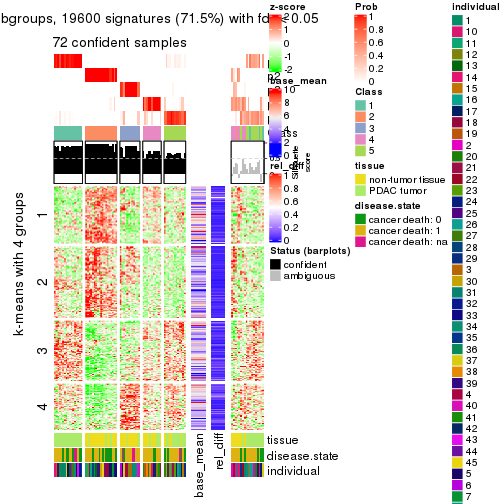 bgroups, 19600 signatures (71.5%) with fd 0.05
72 confident samples
p2
Class
Silhouette
score
1
2
3
4
k-means with 4 groups
tissue
disease.state
individual
base_mean
rel_diff
z-score
2
1
0
-1
-2
base_mean
10
8
6
4
2
0
rel_diff
1
0.8
0.6
0.4
0.2
0
Status (barplots)
confident
ambiguous
Prob
1
0.8
0.6
0.4
0.2
0
Class
1
2
3
4
5
tissue
non-tumor tissue
PDAC tumor
disease.state
cancer death: 0
cancer death: 1
cancer death: na
individual
1
10
11
12
13
14
15
16
17
18
19
2
20
21
22
23
24
25
26
27
28
29
3
30
31
32
33
34
35
36
37
38
39
4
40
41
42
43
44
45
5
6
7